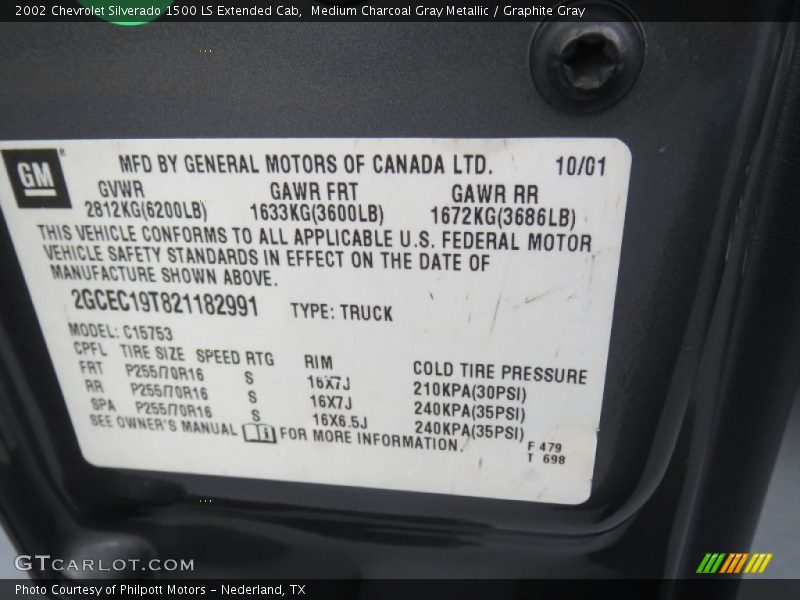 2002 Chevrolet Silverado 1500 LS Extended Cab, Medium Charcoal Gray Metallic / Graphite Gray
GM
MFD BY GENERAL MOTORS OF CANADA LTD. 10/01
GVWR GAWR FRT GAWR RR
2812KG(6200LB) 1633KG(3600LB) 1672KG(3686LB)
THIS VEHICLE CONFORMS TO ALL APPLICABLE U.S. FEDERAL MOTOR
VEHICLE SAFETY STANDARDS IN EFFECT ON THE DATE OF
MANUFACTURE SHOWN ABOVE.
2GCEC19T821182991 TYPE: TRUCK
MODEL: C15753
CPFL TIRE SIZE SPEED RTG RIM COLD TIRE PRESSURE
FRT P255/70R16 S 16X7J 210KPA(30PSI)
RR P255/70R16 S 16X7J 240KPA(35PSI)
SPA P255/70R16 S 16X6.5J 240KPA(35PSI)
SEE OWNER'S MANUAL FOR MORE INFORMATION.
F 479
T 698
GTCARLOT.COM
Photo Courtesy of Philpott Motors - Nederland, TX